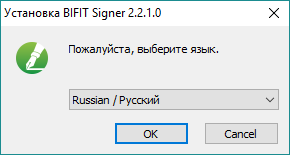 Установка BIFIT Signer 2.2.1.0
Пожалуйста, выберите язык.
Russian / Русский
OK
Cancel